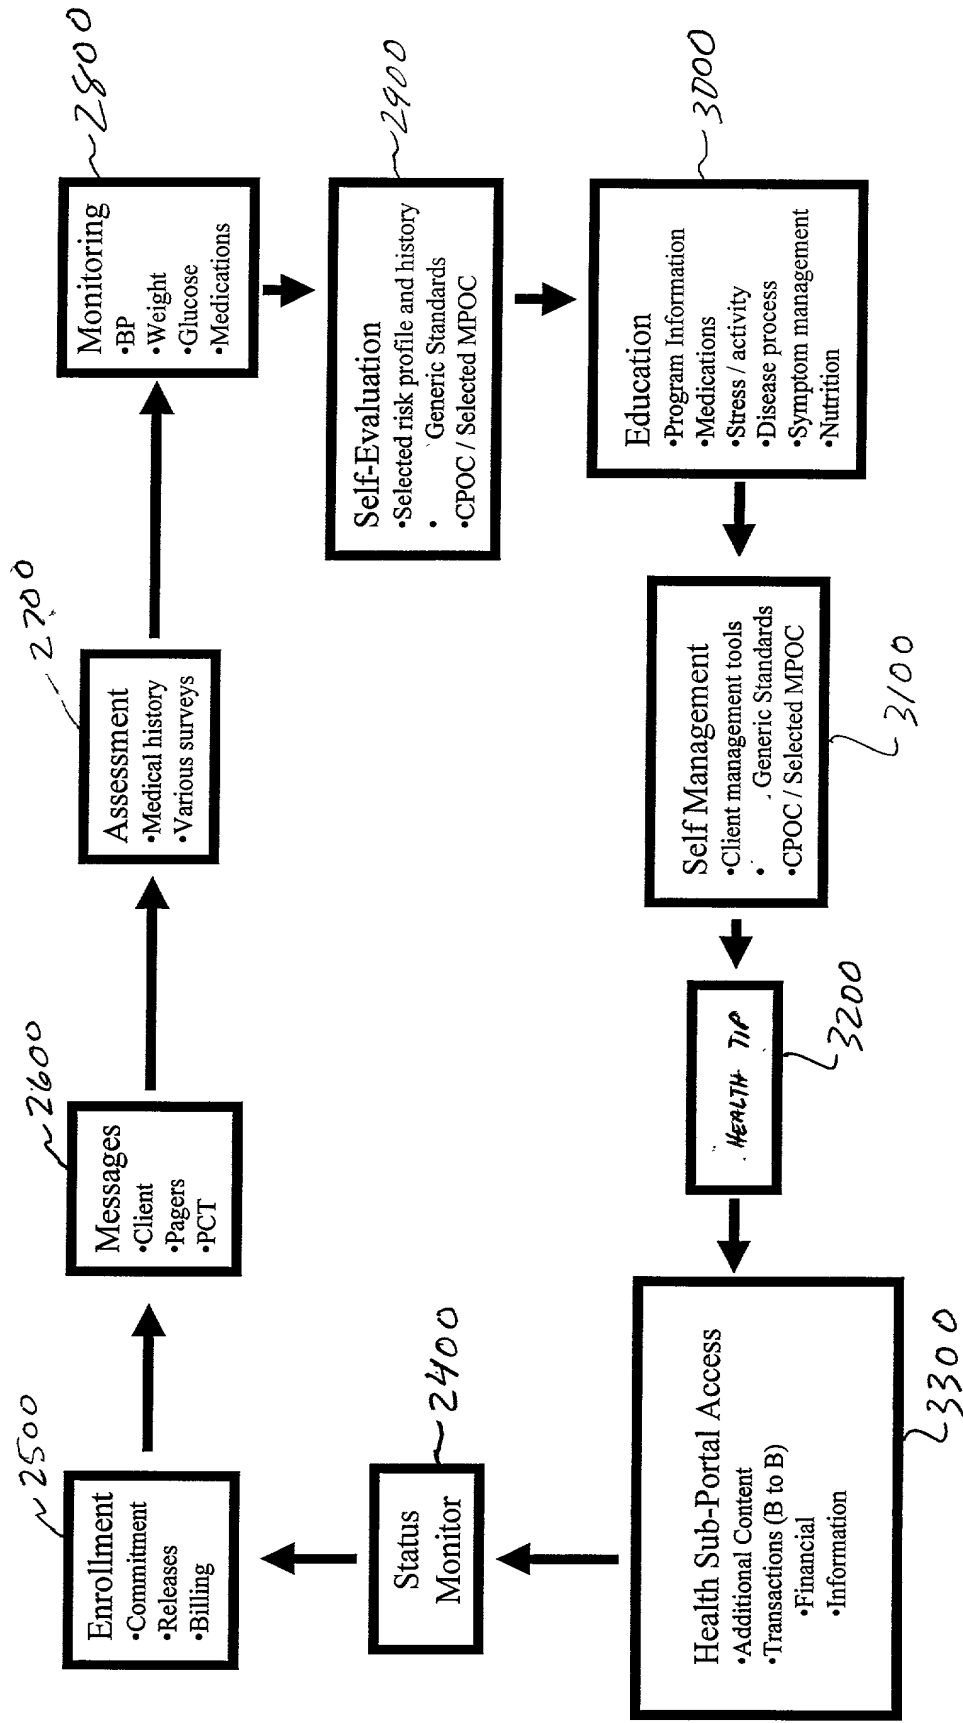 2500
Enrollment
•Commitment
•Releases
•Billing
2600
Messages
•Client
•Pagers
•PCT
2700
Assessment
•Medical history
•Various surveys
2800
Monitoring
•BP
•Weight
•Glucose
•Medications
2900
Self-Evaluation
•Selected risk profile and history
• Generic Standards
•CPOC / Selected MPOC
3000
Education
•Program Information
•Medications
•Stress / activity
•Disease process
•Symptom management
•Nutrition
Self Management
•Client management tools
• Generic Standards
•CPOC / Selected MPOC
3100
HEALTH TIP
3200
Health Sub-Portal Access
•Additional Content
•Transactions (B to B)
•Financial
•Information
3300
Status
Monitor
2400